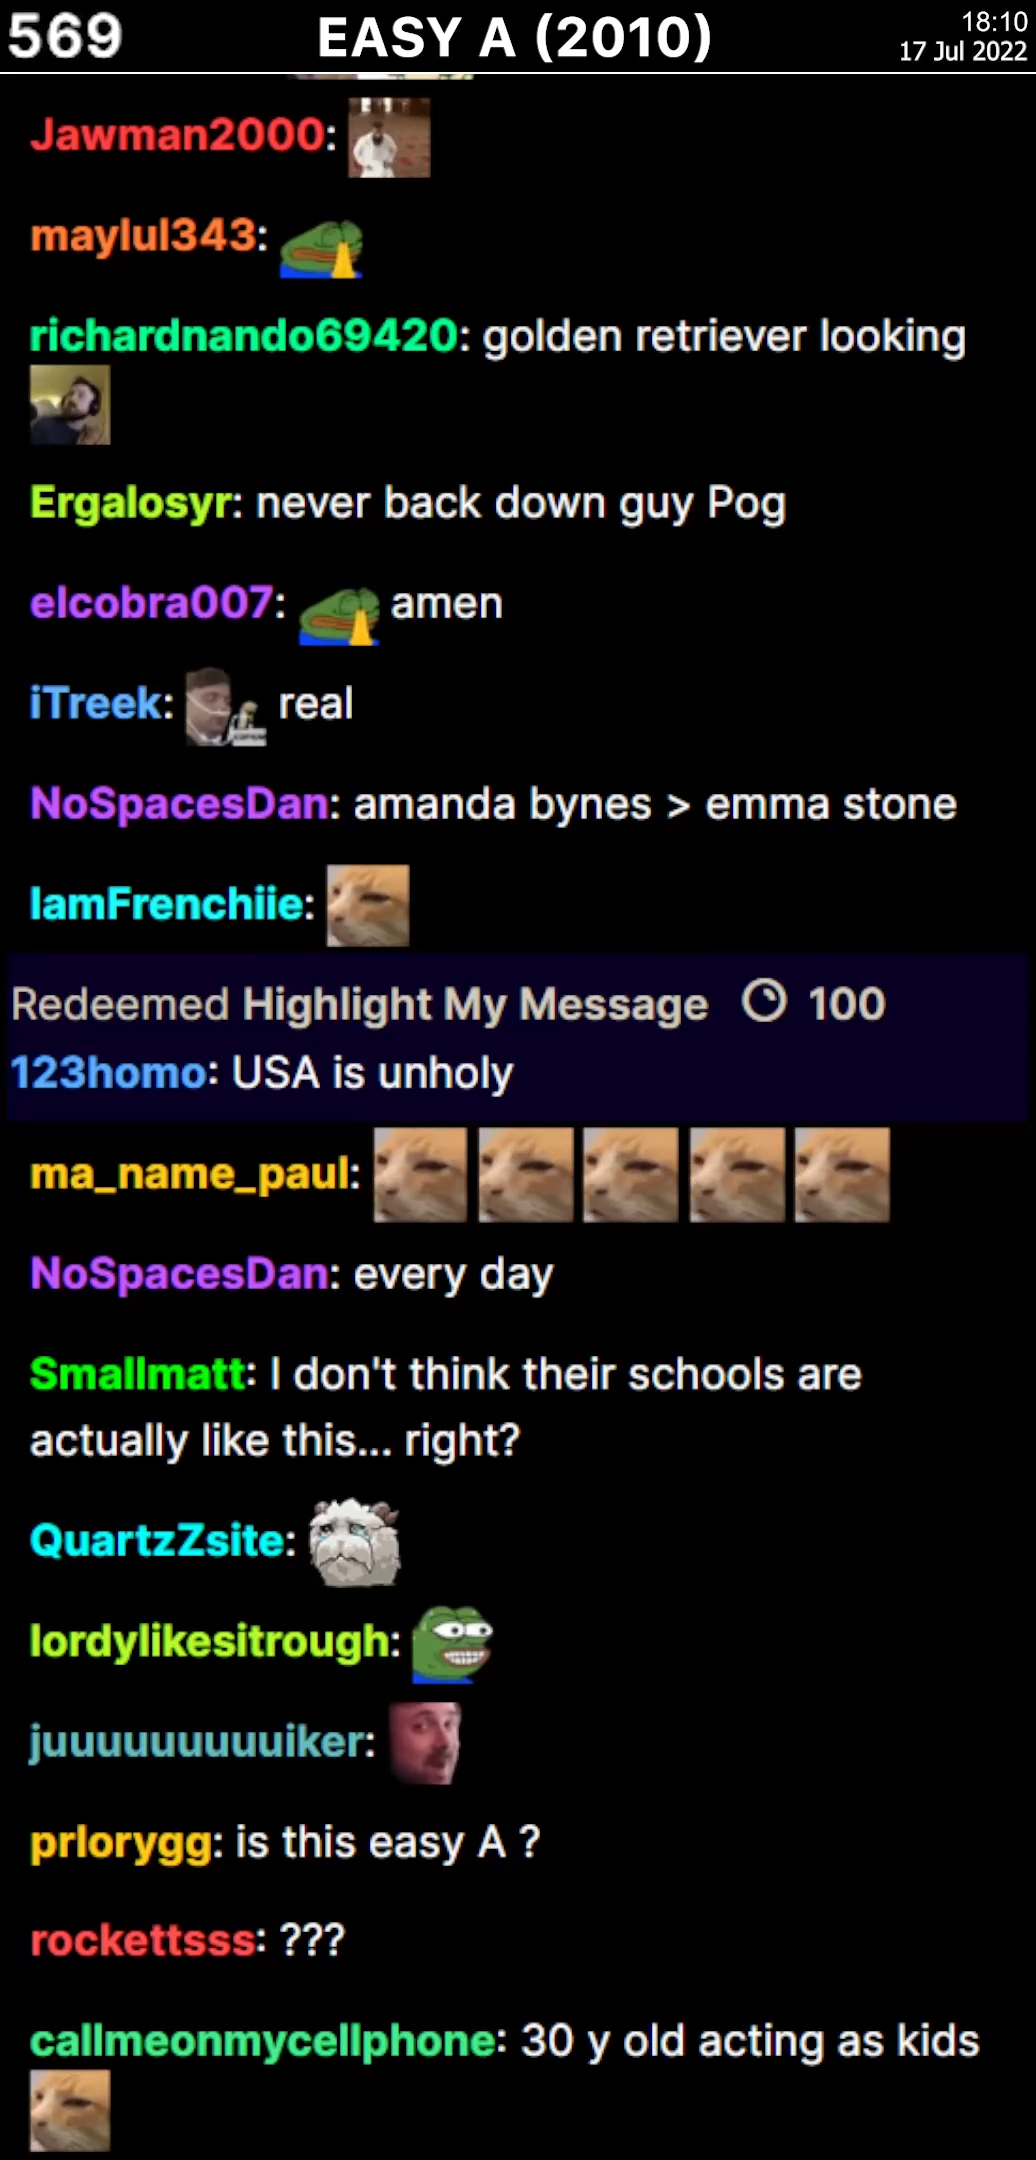 569 EASY A (2010) 18:10
17 Jul 2022
Jawman2000:
maylul343:
richardnando69420: golden retriever looking
Ergalosyr: never back down guy Pog
elcobra007: amen
iTreek: real
NoSpacesDan: amanda bynes > emma stone
IamFrenchiie:
Redeemed Highlight My Message 100
123homo: USA is unholy
ma_name_paul:
NoSpacesDan: every day
Smallmatt: I don't think their schools are
actually like this... right?
QuartzZsite:
lordylikesitrough:
juuuuuuuuuiker:
prlorygg: is this easy A ?
rockettsss: ???
callmeonmycellphone: 30 y old acting as kids